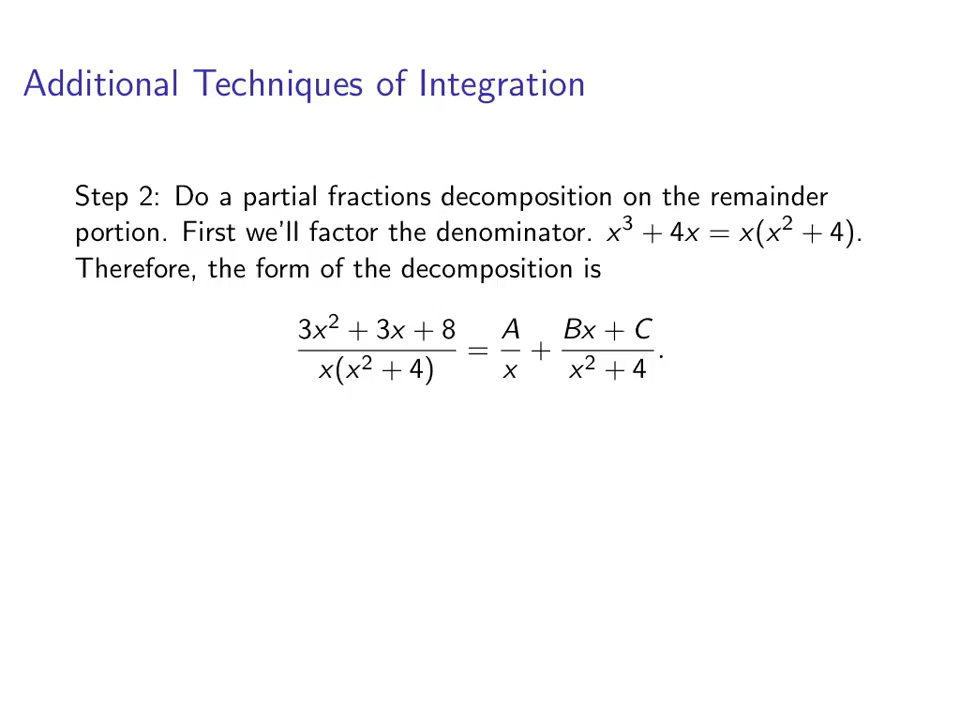 Additional Techniques of Integration
Step 2: Do a partial fractions decomposition on the remainder
portion. First we'll factor the denominator. x³ + 4x = x(x² + 4).
Therefore, the form of the decomposition is
(3x² + 3x + 8)/(x(x² + 4)) = A/x + (Bx + C)/(x² + 4).